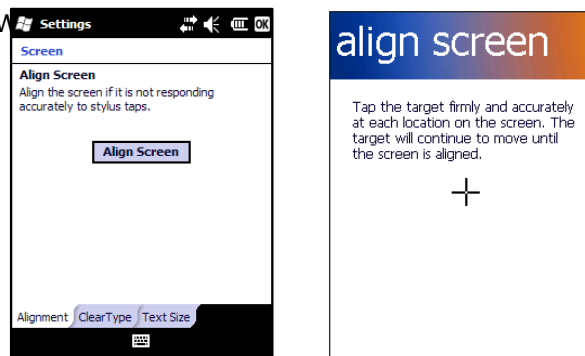 W
Settings
OK
Screen
Align Screen
Align the screen if it is not responding
accurately to stylus taps.
Align Screen
Alignment ClearType Text Size
align screen
Tap the target firmly and accurately
at each location on the screen. The
target will continue to move until
the screen is aligned.